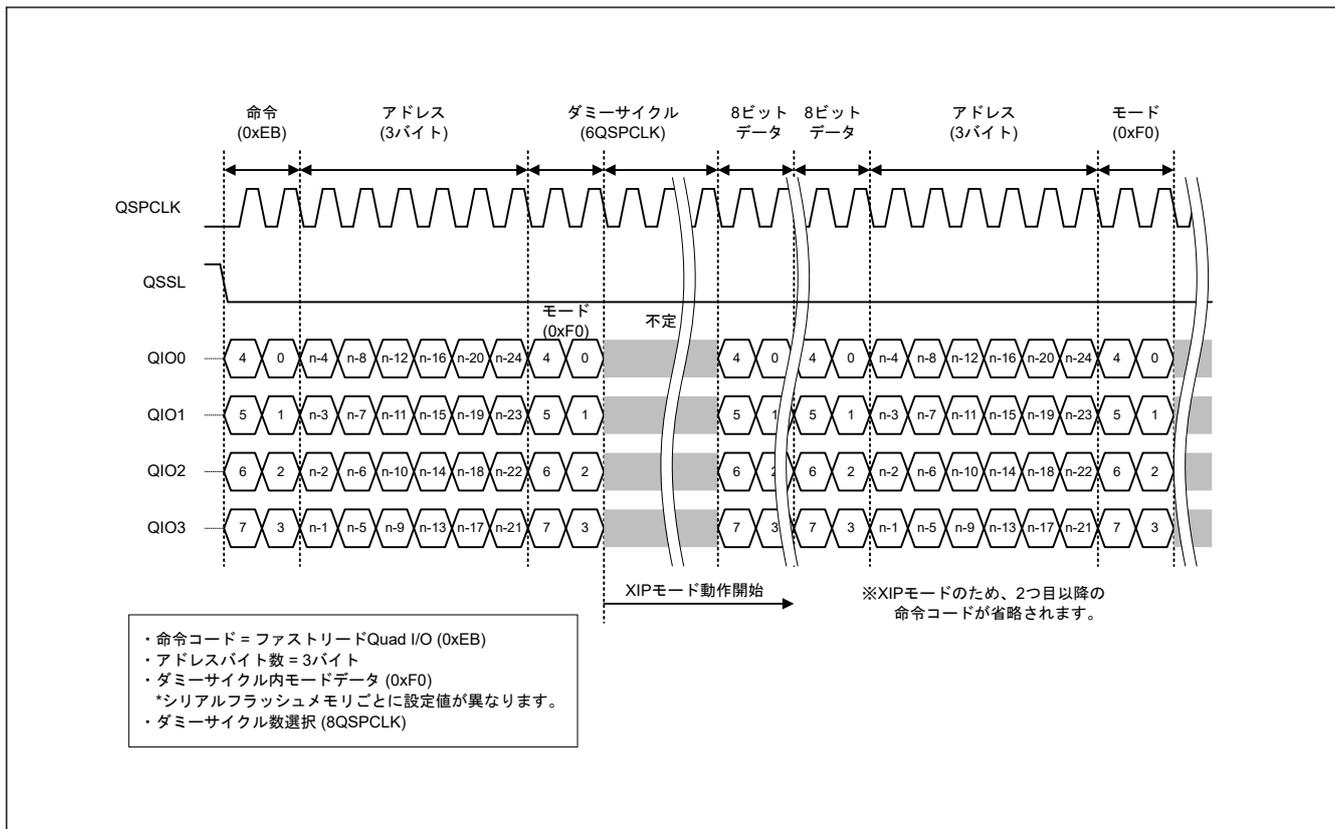 命令
(0xEB)
アドレス
(3バイト)
ダミーサイクル
(6QSPCLK)
8ビット
データ
8ビット
データ
アドレス
(3バイト)
モード
(0xF0)
QSPCLK
QSSL
モード
(0xF0)
不定
QIO0 4 0 n-4 n-8 n-12 n-16 n-20 n-24 4 0 4 0 4 0 n-4 n-8 n-12 n-16 n-20 n-24 4 0
QIO1 5 1 n-3 n-7 n-11 n-15 n-19 n-23 5 1 5 1 5 1 n-3 n-7 n-11 n-15 n-19 n-23 5 1
QIO2 6 2 n-2 n-6 n-10 n-14 n-18 n-22 6 2 6 2 6 2 n-2 n-6 n-10 n-14 n-18 n-22 6 2
QIO3 7 3 n-1 n-5 n-9 n-13 n-17 n-21 7 3 7 3 7 3 n-1 n-5 n-9 n-13 n-17 n-21 7 3
XIPモード動作開始
※XIPモードのため、2つ目以降の
命令コードが省略されます。
・命令コード = ファストリードQuad I/O (0xEB)
・アドレスバイト数 = 3バイト
・ダミーサイクル内モードデータ (0xF0)
*シリアルフラッシュメモリごとに設定値が異なります。
・ダミーサイクル数選択 (8QSPCLK)